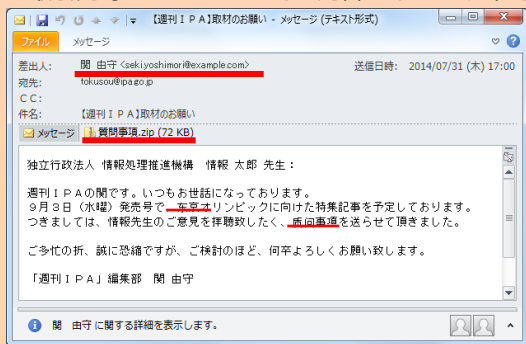 【週刊ＩＰＡ】取材のお願い - メッセージ (テキスト形式)
ファイル メッセージ
差出人: 関 由守 <sekiyoshimori@example.com> 送信日時: 2014/07/31 (木) 17:00
宛先: tokusou@ipa.go.jp
ＣＣ:
件名: 【週刊ＩＰＡ】取材のお願い
メッセージ 質問事項.zip (72 KB)
独立行政法人 情報処理推進機構 情報 太郎 先生：
週刊ＩＰＡの関です。いつもお世話になっております。
９月３日（水曜）発売号で、东京オリンピックに向けた特集記事を予定しております。
つきましては、情報先生のご意見を拝聴致したく、质问事項を送らせて頂きました。
ご多忙の折、誠に恐縮ですが、ご検討のほど、何卒よろしくお願い致します。
「週刊ＩＰＡ」編集部 関 由守
関 由守 に関する詳細を表示します。